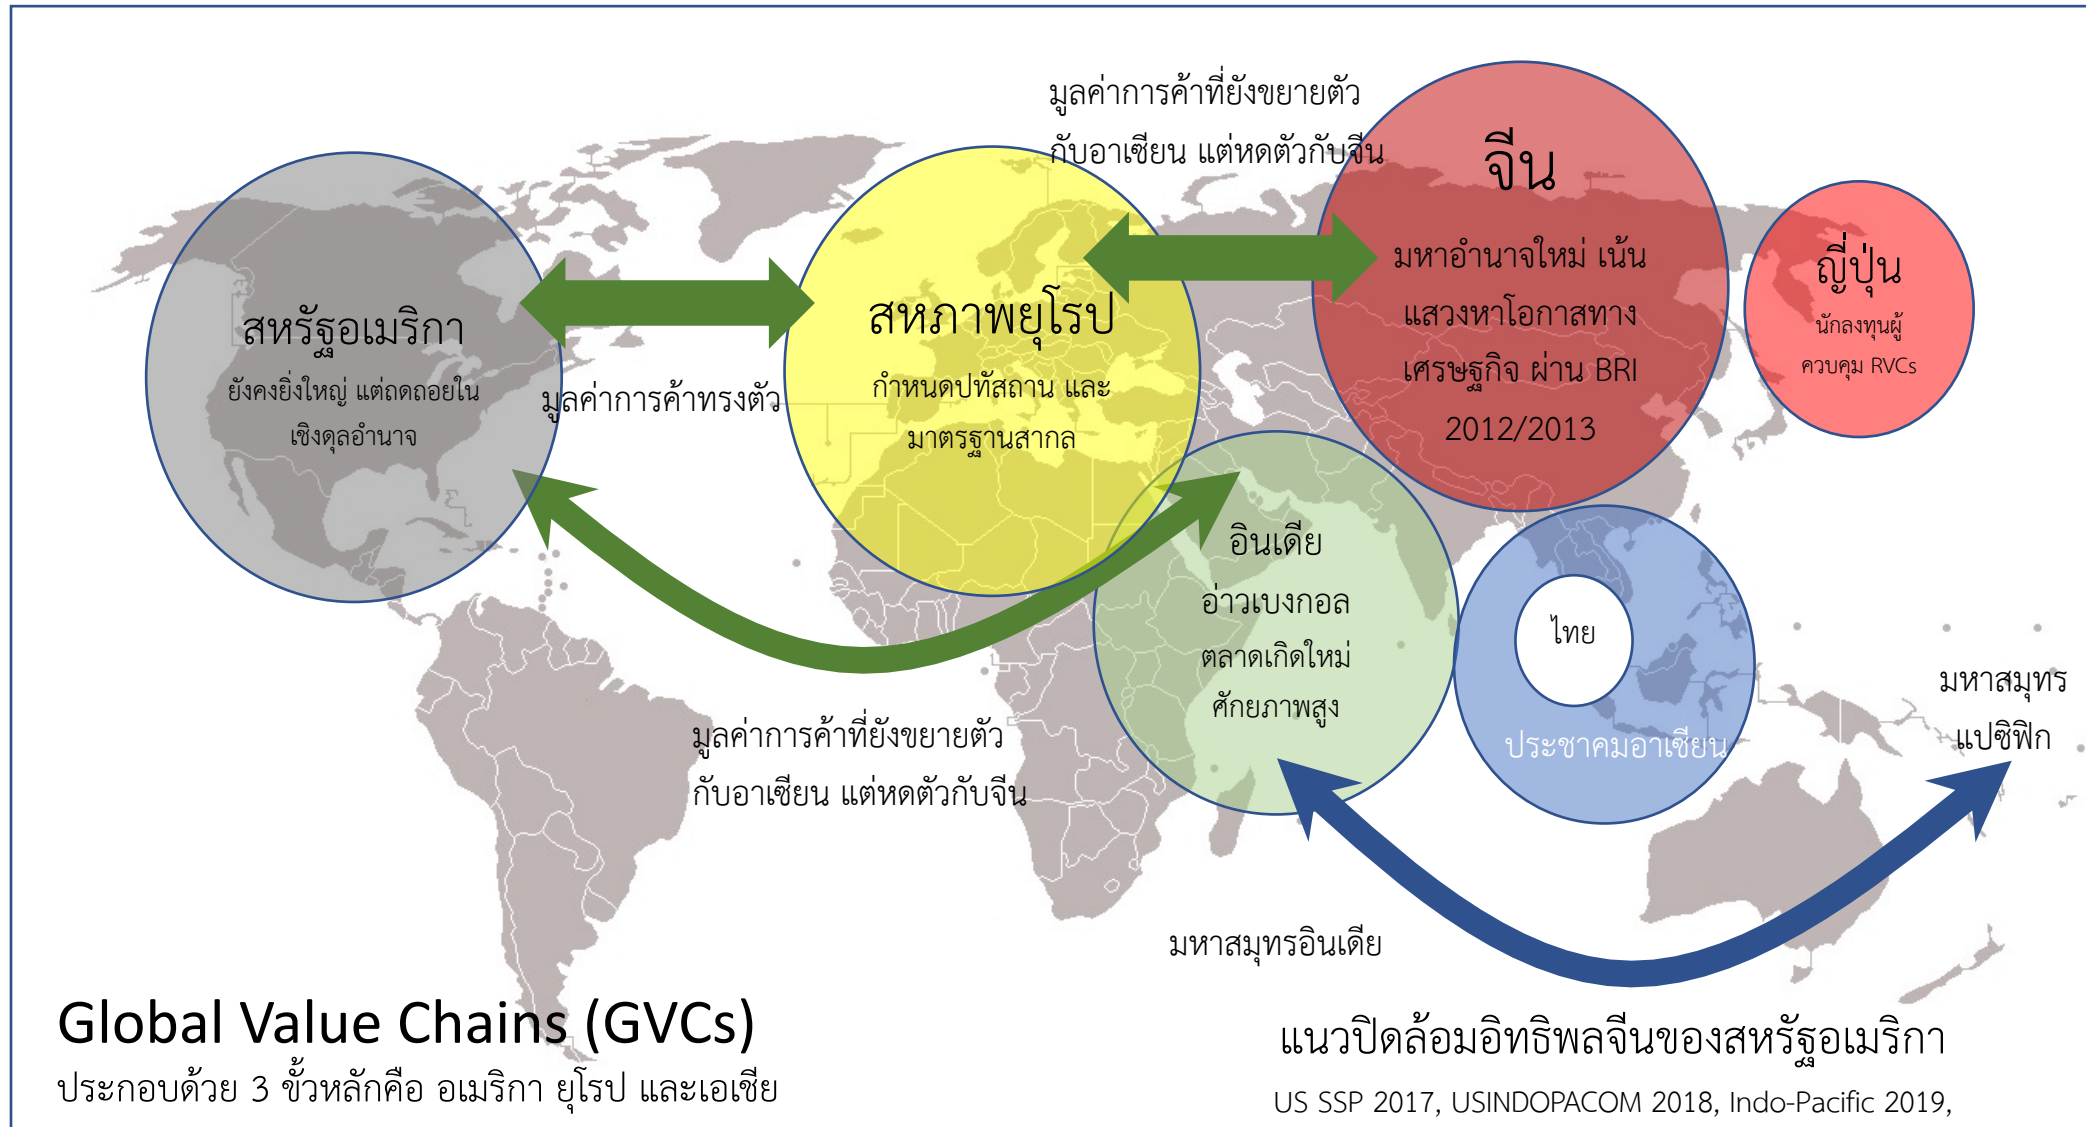 มูลค่าการค้าที่ยังขยายตัว
กับอาเซียน แต่หดตัวกับจีน
จีน
มหาอำนาจใหม่ เน้น
แสวงหาโอกาสทาง
เศรษฐกิจ ผ่าน BRI
2012/2013
ญี่ปุ่น
นักลงทุนผู้
ควบคุม RVCs
สหรัฐอเมริกา
ยังคงยิ่งใหญ่ แต่ถดถอยใน
เชิงดุลอำนาจ
มูลค่าการค้าทรงตัว
สหภาพยุโรป
กำหนดปทัสถาน และ
มาตรฐานสากล
อินเดีย
อ่าวเบงกอล
ตลาดเกิดใหม่
ศักยภาพสูง
ไทย
ประชาคมอาเซียน
มหาสมุทร
แปซิฟิก
มูลค่าการค้าที่ยังขยายตัว
กับอาเซียน แต่หดตัวกับจีน
มหาสมุทรอินเดีย
Global Value Chains (GVCs)
ประกอบด้วย 3 ขั้วหลักคือ อเมริกา ยุโรป และเอเชีย
แนวปิดล้อมอิทธิพลจีนของสหรัฐอเมริกา
US SSP 2017, USINDOPACOM 2018, Indo-Pacific 2019,